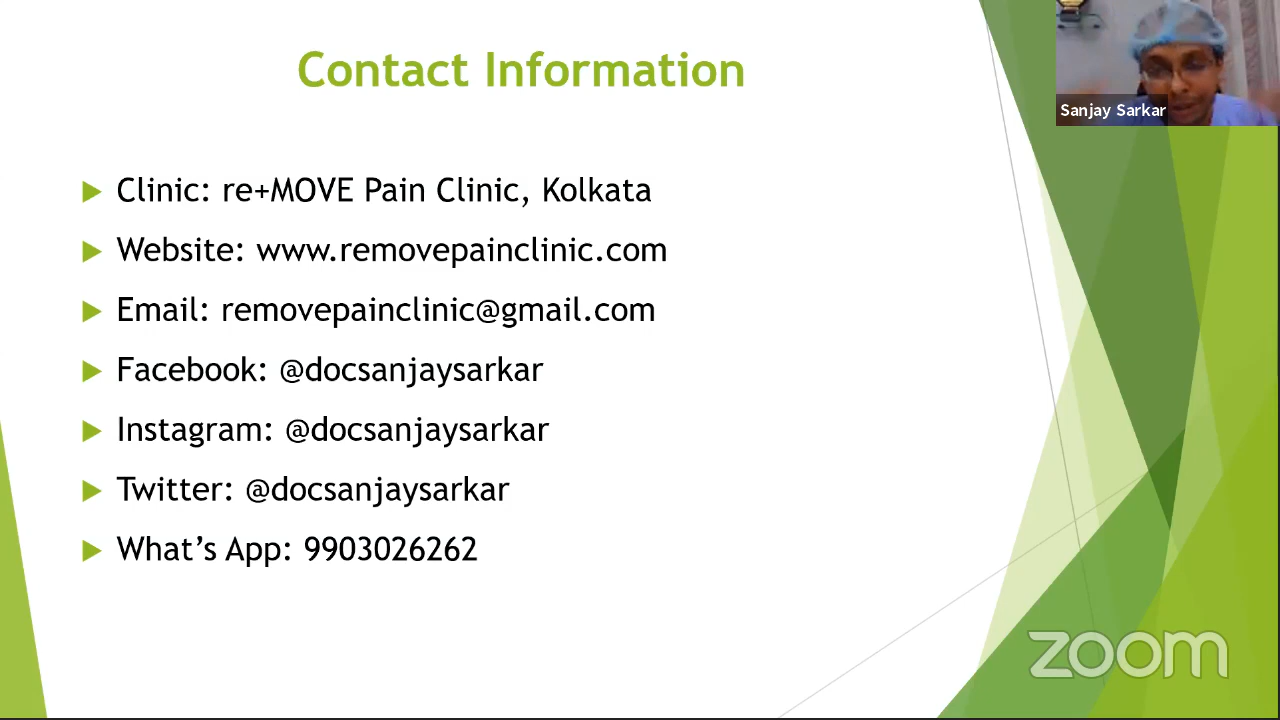 Contact Information
Sanjay Sarkar
Clinic: re+MOVE Pain Clinic, Kolkata
Website: www.removepainclinic.com
Email: removepainclinic@gmail.com
Facebook: @docsanjaysarkar
Instagram: @docsanjaysarkar
Twitter: @docsanjaysarkar
What’s App: 9903026262
zoom